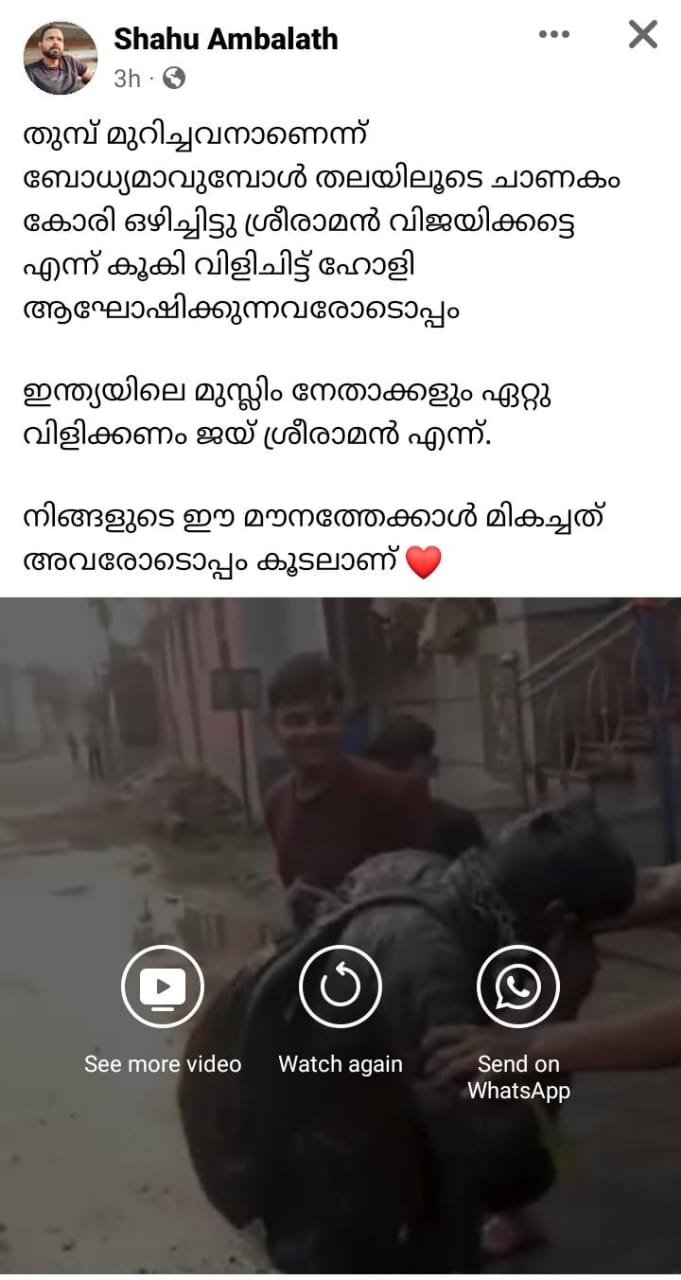 Shahu Ambalath
3h ·
തുമ്പ് മുറിച്ചവനാണെന്ന്
ബോധ്യമാവുമ്പോൾ തലയിലൂടെ ചാണകം
കോരി ഒഴിച്ചിട്ടു ശ്രീരാമൻ വിജയിക്കട്ടെ
എന്ന് കൂകി വിളിചിട്ട് ഹോളി
ആഘോഷിക്കുന്നവരോടൊപ്പം
ഇന്ത്യയിലെ മുസ്ലിം നേതാക്കളും ഏറ്റു
വിളിക്കണം ജയ് ശ്രീരാമൻ എന്ന്.
നിങ്ങളുടെ ഈ മൗനത്തേക്കാൾ മികച്ചത്
അവരോടൊപ്പം കൂടലാണ് ❤️
See more video
Watch again
Send on
WhatsApp